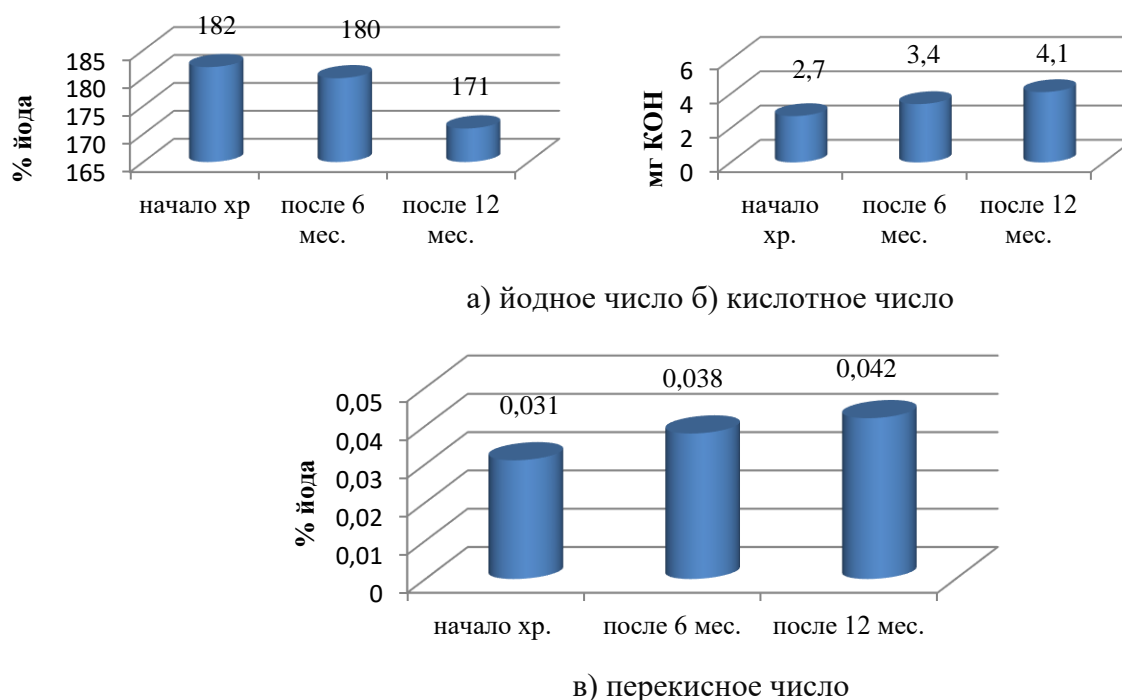 182
180
171
185
180
175
170
165
% йода
начало хр
после 6 мес.
после 12 мес.
2,7
3,4
4,1
6
4
2
0
мг КОН
начало хр.
после 6 мес.
после 12 мес.
а) йодное число б) кислотное число
0,031
0,038
0,042
0,05
0,04
0,03
0,02
0,01
0
% йода
начало хр.
после 6 мес.
после 12 мес.
в) перекисное число